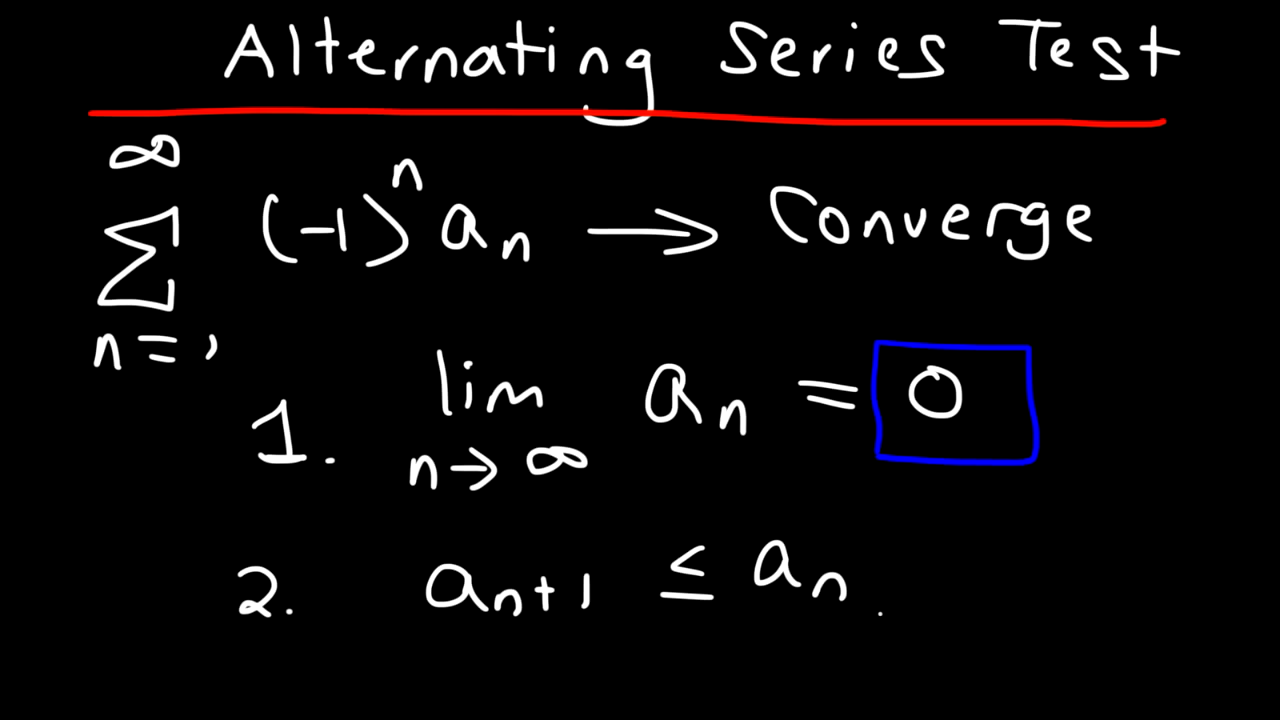 Alternating Series Test
∞
∑ (-1)ⁿ aₙ → Converge
n = 1
1. lim aₙ = 0
n → ∞
2. aₙ₊₁ ≤ aₙ.